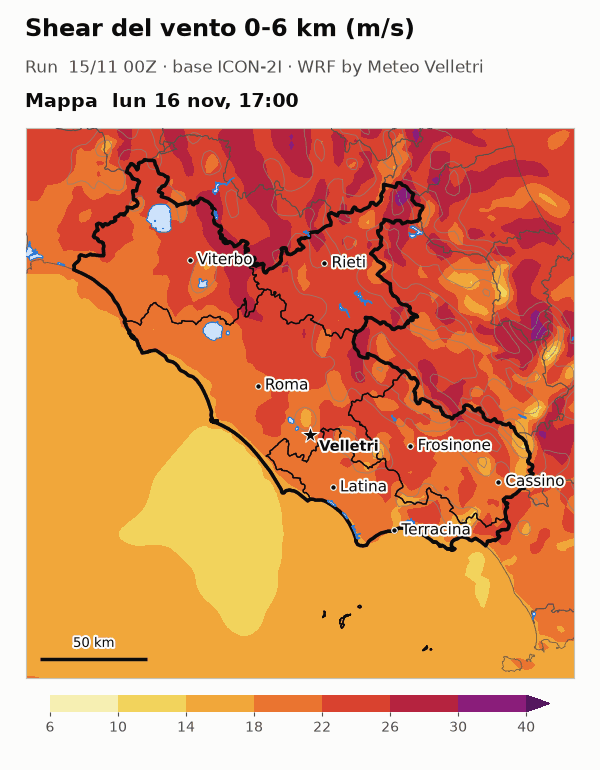 Shear del vento 0-6 km (m/s)
Run 15/11 00Z · base ICON-2I · WRF by Meteo Velletri
Mappa lun 16 nov, 17:00
Viterbo
Rieti
Roma
Velletri
Frosinone
Cassino
Latina
Terracina
50 km
6 10 14 18 22 26 30 40